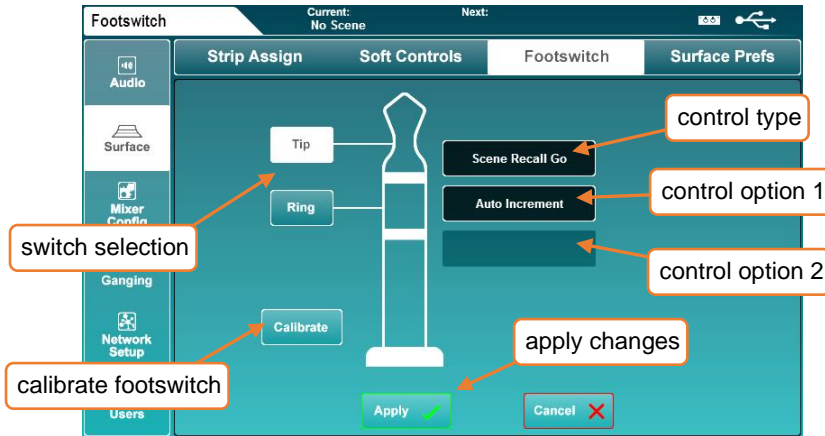 Footswitch
Current:
No Scene
Next:
Strip Assign
Soft Controls
Footswitch
Surface Prefs
Audio
Surface
Mixer
Config
Ganging
Network
Setup
Users
Tip
Ring
Calibrate
Scene Recall Go
Auto Increment
Apply
Cancel
control type
control option 1
control option 2
switch selection
apply changes
calibrate footswitch